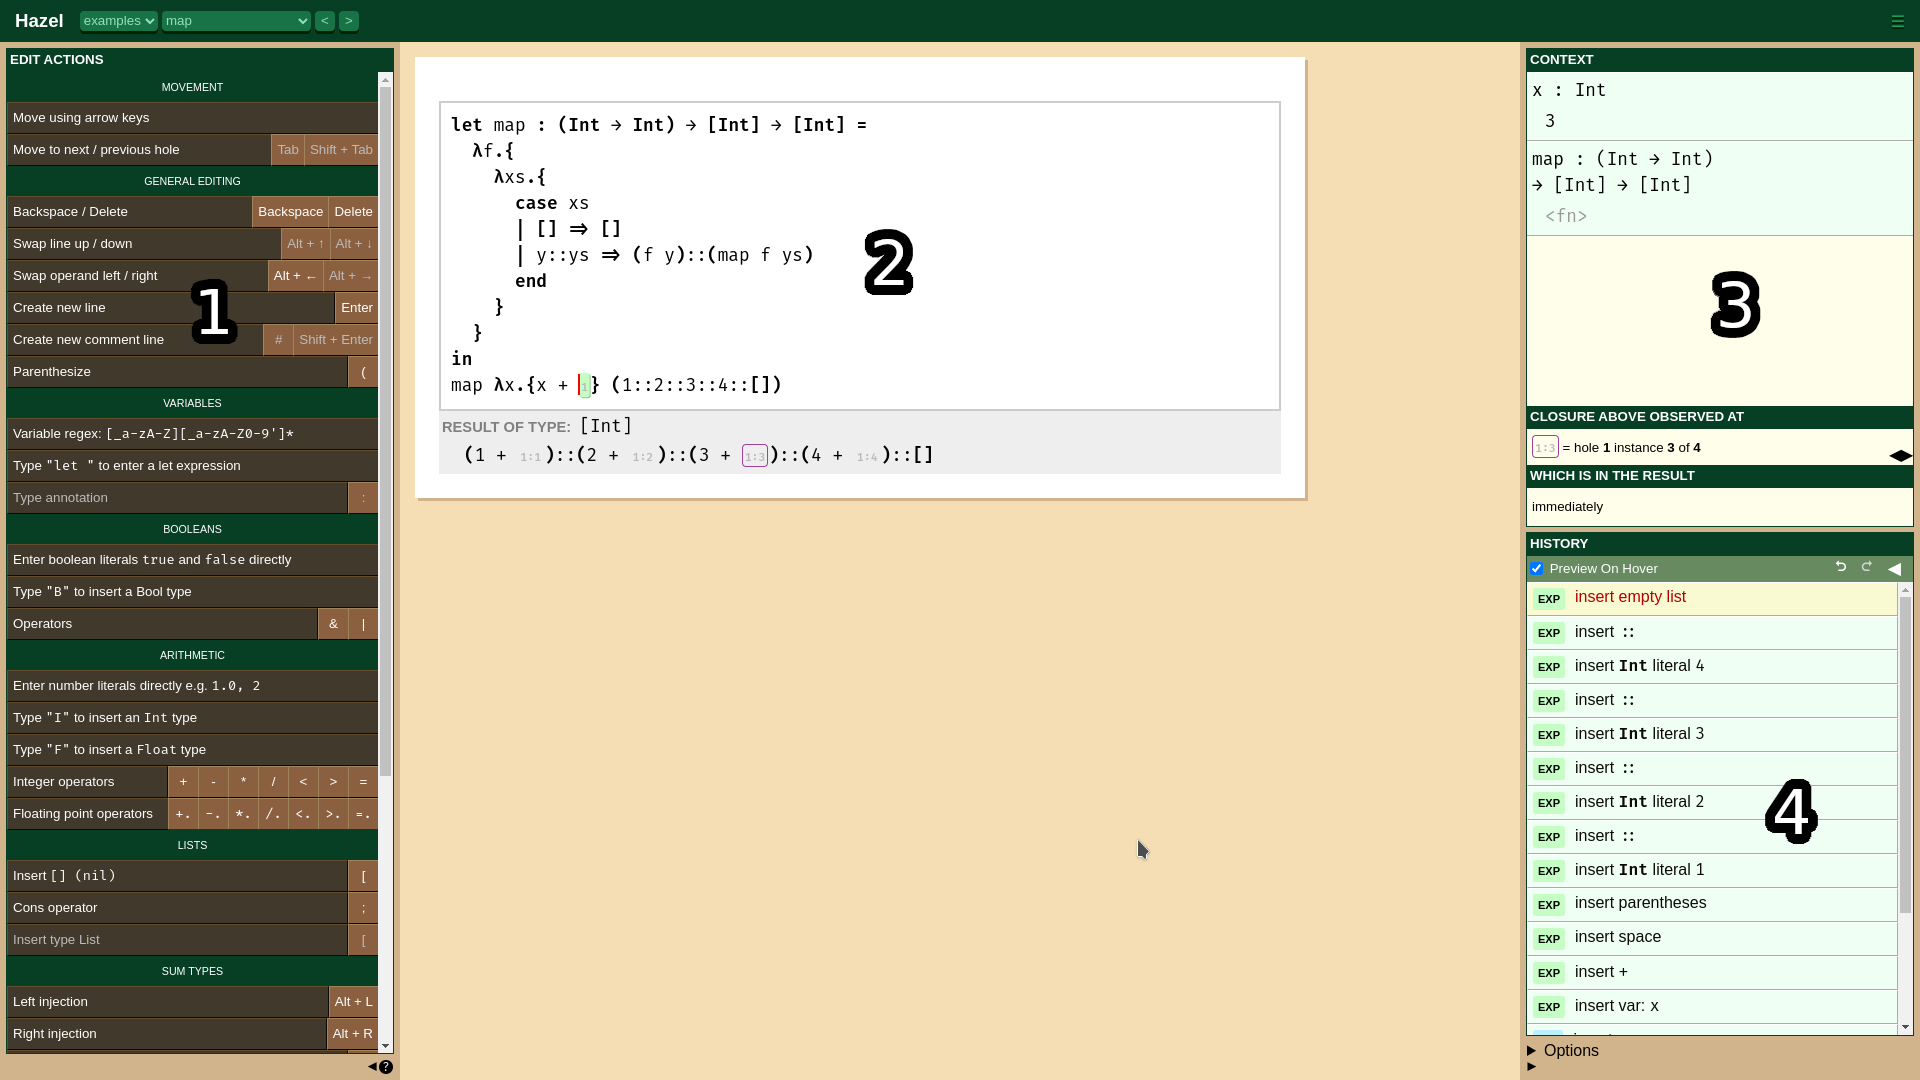 Hazel examples map < > ☰
EDIT ACTIONS
MOVEMENT
Move using arrow keys
Move to next / previous hole Tab Shift + Tab
GENERAL EDITING
Backspace / Delete Backspace Delete
Swap line up / down Alt + ↑ Alt + ↓
Swap operand left / right Alt + ← Alt + →
Create new line Enter
Create new comment line # Shift + Enter
Parenthesize (
VARIABLES
Variable regex: [_a-zA-Z][_a-zA-Z0-9']*
Type "let " to enter a let expression
Type annotation :
BOOLEANS
Enter boolean literals true and false directly
Type "B" to insert a Bool type
Operators & |
ARITHMETIC
Enter number literals directly e.g. 1.0, 2
Type "I" to insert an Int type
Type "F" to insert a Float type
Integer operators + - * / < > =
Floating point operators +. -. *. /. <. >. =.
LISTS
Insert [] (nil) [
Cons operator ;
Insert type List [
SUM TYPES
Left injection Alt + L
Right injection Alt + R
?
1
let map : (Int → Int) → [Int] → [Int] =
λf.{
λxs.{
case xs
| [] ⇒ []
| y::ys ⇒ (f y)::(map f ys)
end
}
}
in
map λx.{x + 1} (1::2::3::4::[])
RESULT OF TYPE: [Int]
(1 + 1:1)::(2 + 1:2)::(3 + 1:3)::(4 + 1:4)::[]
2
CONTEXT
x : Int
3
map : (Int → Int)
→ [Int] → [Int]
<fn>
3
CLOSURE ABOVE OBSERVED AT
1:3 = hole 1 instance 3 of 4
WHICH IS IN THE RESULT
immediately
HISTORY
Preview On Hover
EXP insert empty list
EXP insert ::
EXP insert Int literal 4
EXP insert ::
EXP insert Int literal 3
EXP insert ::
EXP insert Int literal 2
EXP insert ::
EXP insert Int literal 1
EXP insert parentheses
EXP insert space
EXP insert +
EXP insert var: x
4
Options